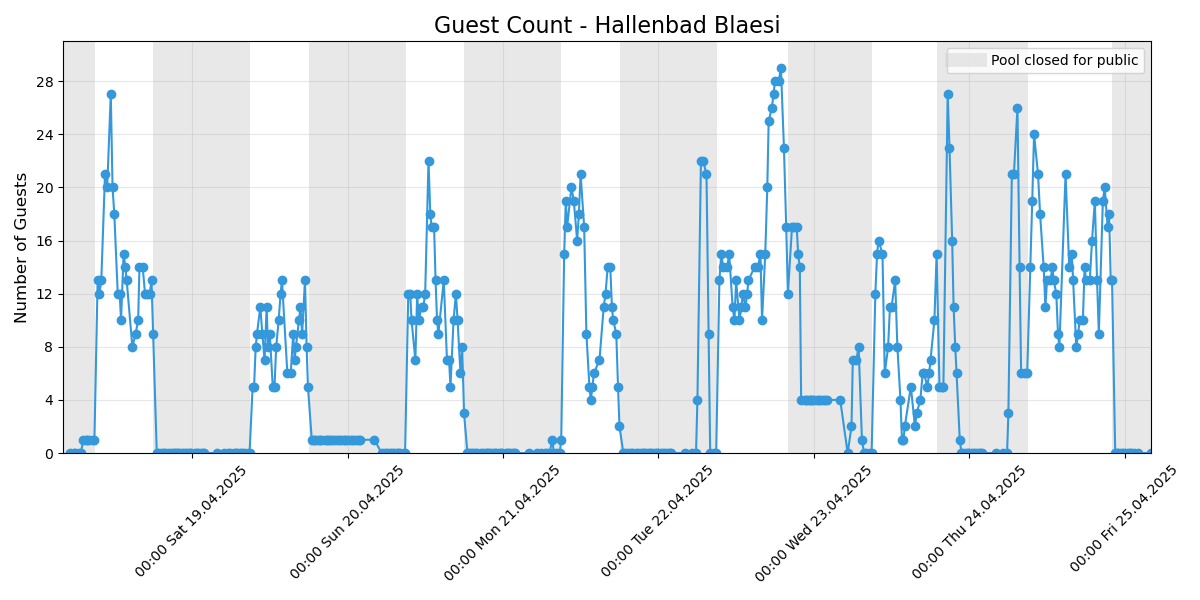 Guest Count - Hallenbad Blaesi
Pool closed for public
Number of Guests
28
24
20
16
12
8
4
0
00:00 Sat 19.04.2025
00:00 Sun 20.04.2025
00:00 Mon 21.04.2025
00:00 Tue 22.04.2025
00:00 Wed 23.04.2025
00:00 Thu 24.04.2025
00:00 Fri 25.04.2025